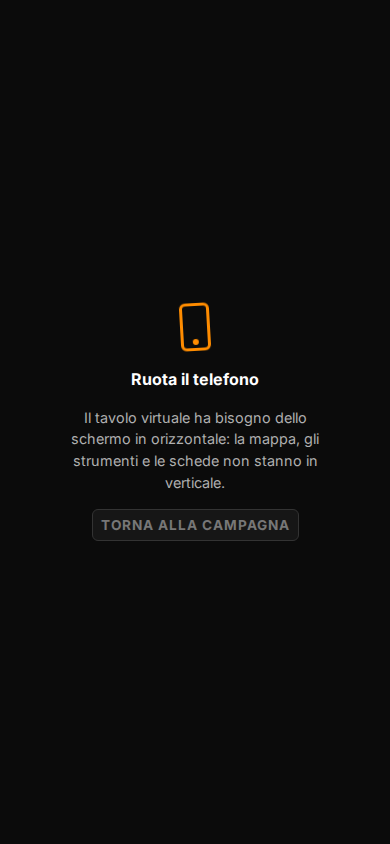 Ruota il telefono
Il tavolo virtuale ha bisogno dello
schermo in orizzontale: la mappa, gli
strumenti e le schede non stanno in
verticale.
TORNA ALLA CAMPAGNA